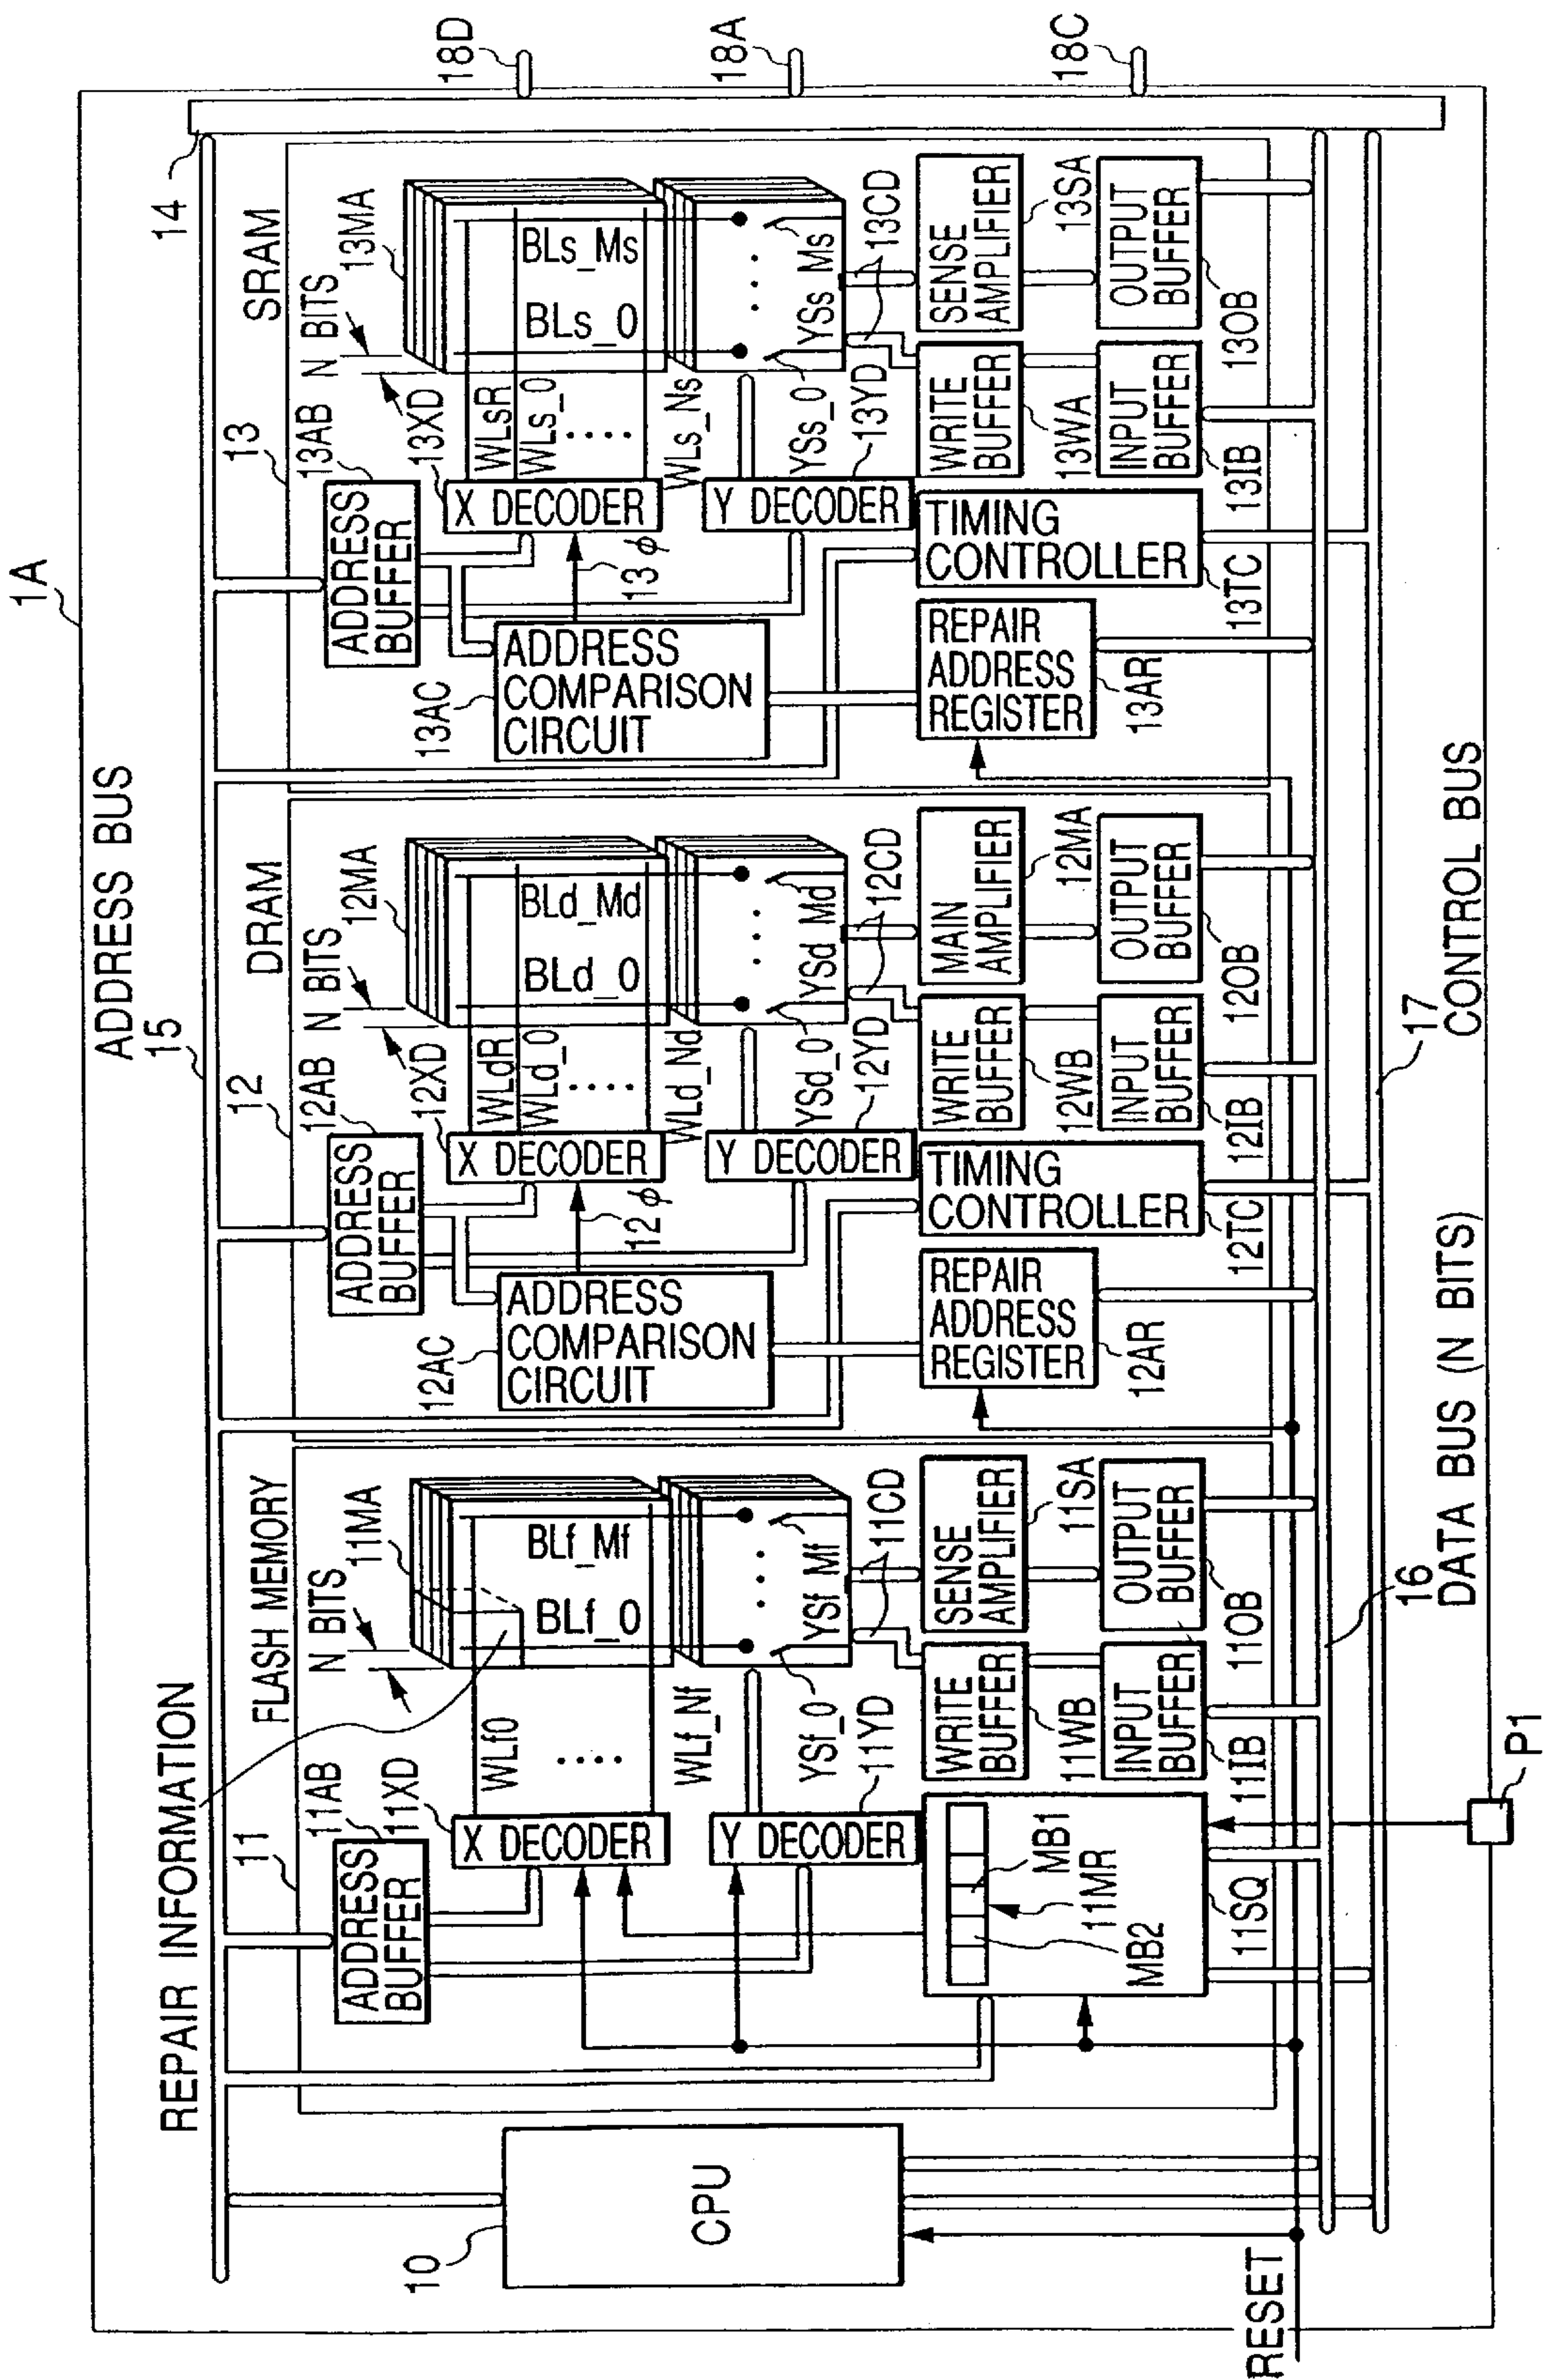 1A
ADDRESS BUS
15
REPAIR INFORMATION
14
18D
18A
18C
10
CPU
RESET
11
FLASH MEMORY
11AB
ADDRESS
BUFFER
11XD
X DECODER
N BITS
11MA
WLf0
....
WLf_Nf
BLf_0
BLf_Mf
Y DECODER
11YD
YSf_0
...
YSf_Mf
11CD
MB2
11MR
MB1
11SQ
WRITE
BUFFER
11WB
SENSE
AMPLIFIER
11SA
INPUT
BUFFER
11IB
OUTPUT
BUFFER
11OB
P1
12
DRAM
12AB
ADDRESS
BUFFER
12XD
X DECODER
12ϕ
N BITS
12MA
WLdR
WLd_0
....
WLd_Nd
BLd_0
BLd_Md
12AC
ADDRESS
COMPARISON
CIRCUIT
Y DECODER
12YD
YSd_0
...
YSd_Md
12CD
REPAIR
ADDRESS
REGISTER
12AR
TIMING
CONTROLLER
12TC
WRITE
BUFFER
12WB
MAIN
AMPLIFIER
12MA
INPUT
BUFFER
12IB
OUTPUT
BUFFER
12OB
13
SRAM
13AB
ADDRESS
BUFFER
13XD
X DECODER
13ϕ
N BITS
13MA
WLsR
WLs_0
....
WLs_Ns
BLs_0
BLs_Ms
13AC
ADDRESS
COMPARISON
CIRCUIT
Y DECODER
13YD
YSs_0
...
YSs_Ms
13CD
REPAIR
ADDRESS
REGISTER
13AR
TIMING
CONTROLLER
13TC
WRITE
BUFFER
13WA
SENSE
AMPLIFIER
13SA
INPUT
BUFFER
13IB
OUTPUT
BUFFER
13OB
16
DATA BUS (N BITS)
17
CONTROL BUS